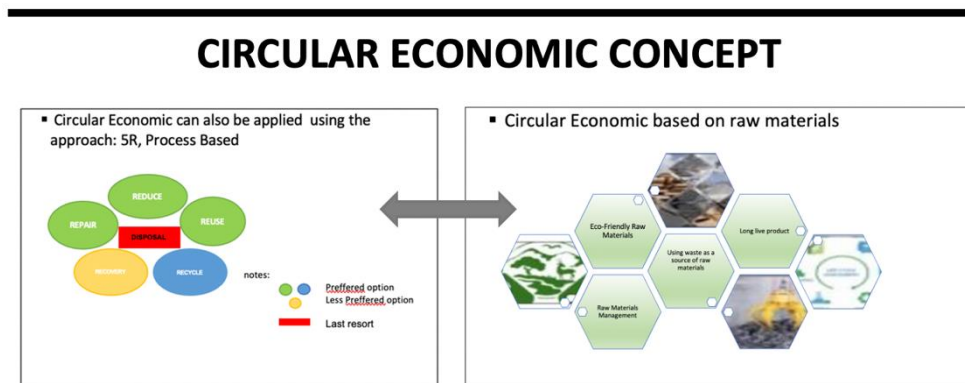 CIRCULAR ECONOMIC CONCEPT
▪ Circular Economic can also be applied using the
approach: 5R, Process Based
REDUCE
REPAIR
REUSE
DISPOSAL
RECOVERY
RECYCLE
notes:
Preffered option
Less Preffered option
Last resort
▪ Circular Economic based on raw materials
Eco-Friendly Raw
Materials
Long live product
Using waste as a
source of raw
materials
Raw Materials
Management